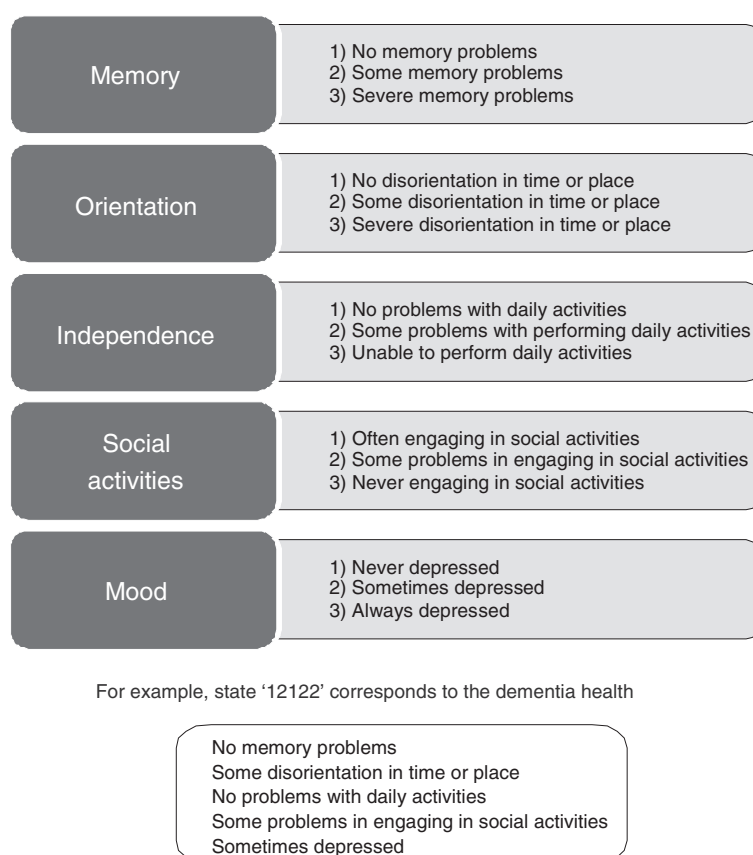 Memory
1) No memory problems
2) Some memory problems
3) Severe memory problems
Orientation
1) No disorientation in time or place
2) Some disorientation in time or place
3) Severe disorientation in time or place
Independence
1) No problems with daily activities
2) Some problems with performing daily activities
3) Unable to perform daily activities
Social
activities
1) Often engaging in social activities
2) Some problems in engaging in social activities
3) Never engaging in social activities
Mood
1) Never depressed
2) Sometimes depressed
3) Always depressed
For example, state ‘12122’ corresponds to the dementia health
No memory problems
Some disorientation in time or place
No problems with daily activities
Some problems in engaging in social activities
Sometimes depressed